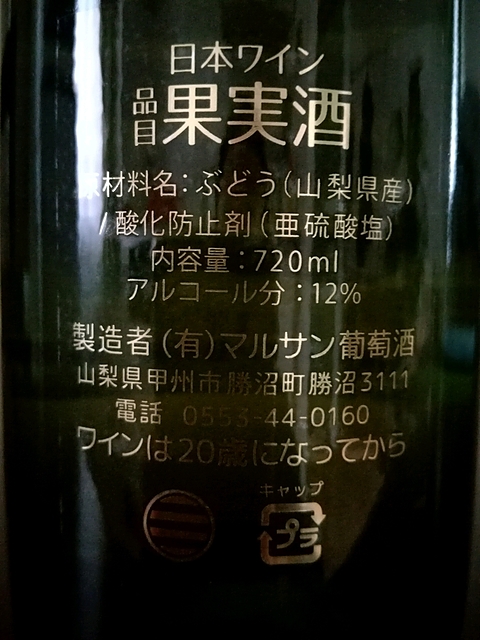 日本ワイン
品目 果実酒
原材料名：ぶどう（山梨県産）
/酸化防止剤（亜硫酸塩）
内容量：720ml
アルコール分：12%
製造者（有）マルサン葡萄酒
山梨県甲州市勝沼町勝沼3111
電話 0553-44-0160
ワインは20歳になってから
キャップ
プラ